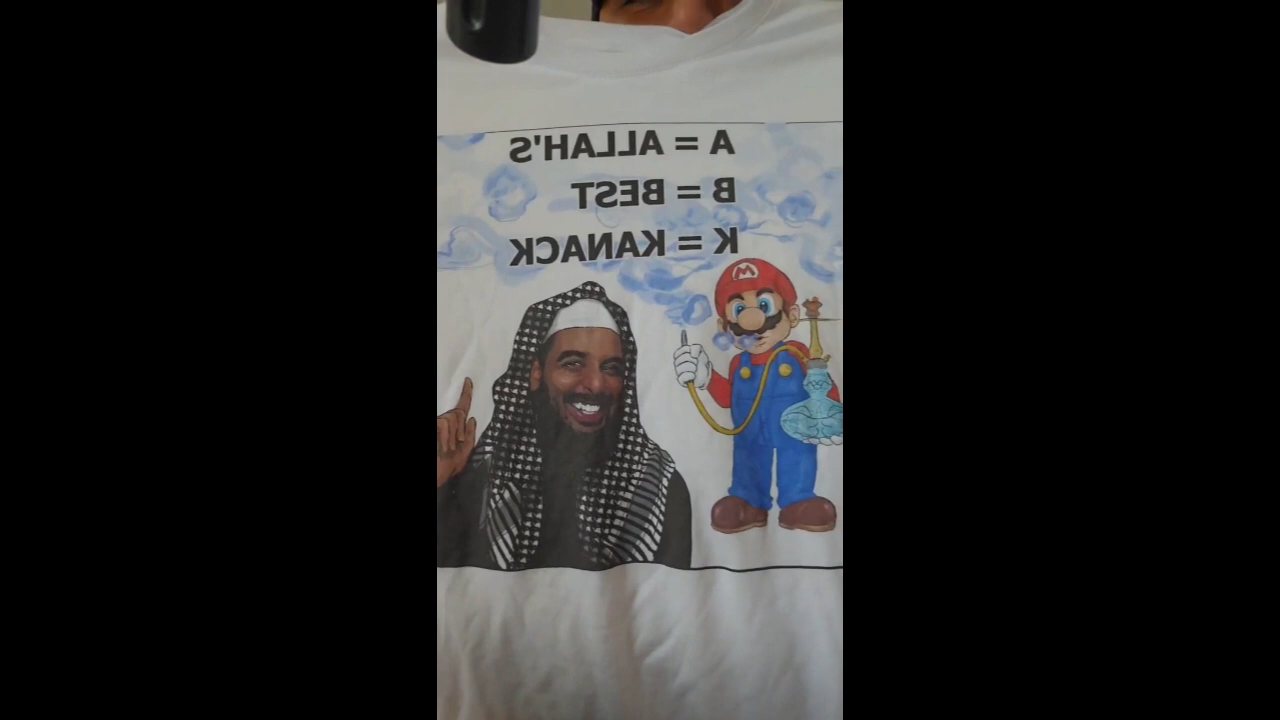 A = ALLAH'S
B = BEST
K = KANACK
M